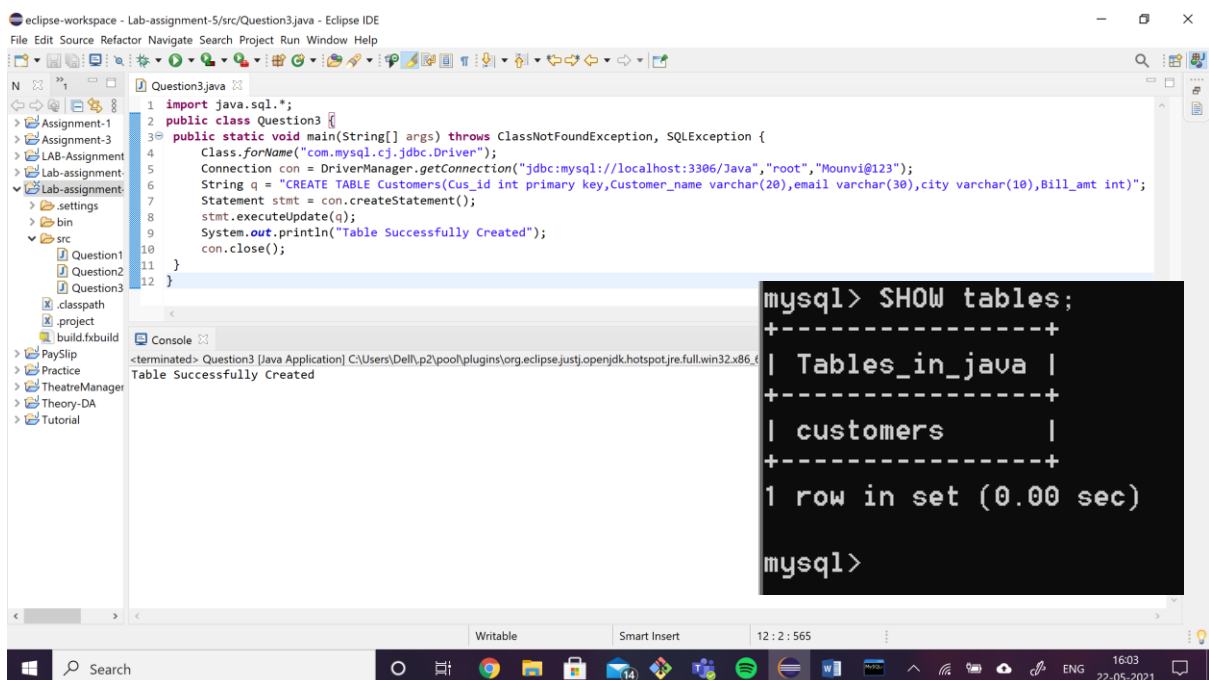 eclipse-workspace - Lab-assignment-5/src/Question3.java - Eclipse IDE
File Edit Source Refactor Navigate Search Project Run Window Help
N
1
Question3.java
Assignment-1
Assignment-3
LAB-Assignment
Lab-assignment-
Lab-assignment-
.settings
bin
src
Question1
Question2
Question3
.classpath
.project
build.fxbuild
PaySlip
Practice
TheatreManager
Theory-DA
Tutorial
1 import java.sql.*;
2 public class Question3 {
3 public static void main(String[] args) throws ClassNotFoundException, SQLException {
4 Class.forName("com.mysql.cj.jdbc.Driver");
5 Connection con = DriverManager.getConnection("jdbc:mysql://localhost:3306/Java","root","Mounvi@123");
6 String q = "CREATE TABLE Customers(Cus_id int primary key,Customer_name varchar(20),email varchar(30),city varchar(10),Bill_amt int)";
7 Statement stmt = con.createStatement();
8 stmt.executeUpdate(q);
9 System.out.println("Table Successfully Created");
10 con.close();
11 }
12 }
Console
<terminated> Question3 [Java Application] C:\Users\Dell\.p2\pool\plugins\org.eclipse.justj.openjdk.hotspot.jre.full.win32.x86_6
Table Successfully Created
mysql> SHOW tables;
+----------------+
| Tables_in_java |
+----------------+
| customers |
+----------------+
1 row in set (0.00 sec)
mysql>
Writable
Smart Insert
12 : 2 : 565
Search
14
W
MySQL
ENG
16:03
22-05-2021